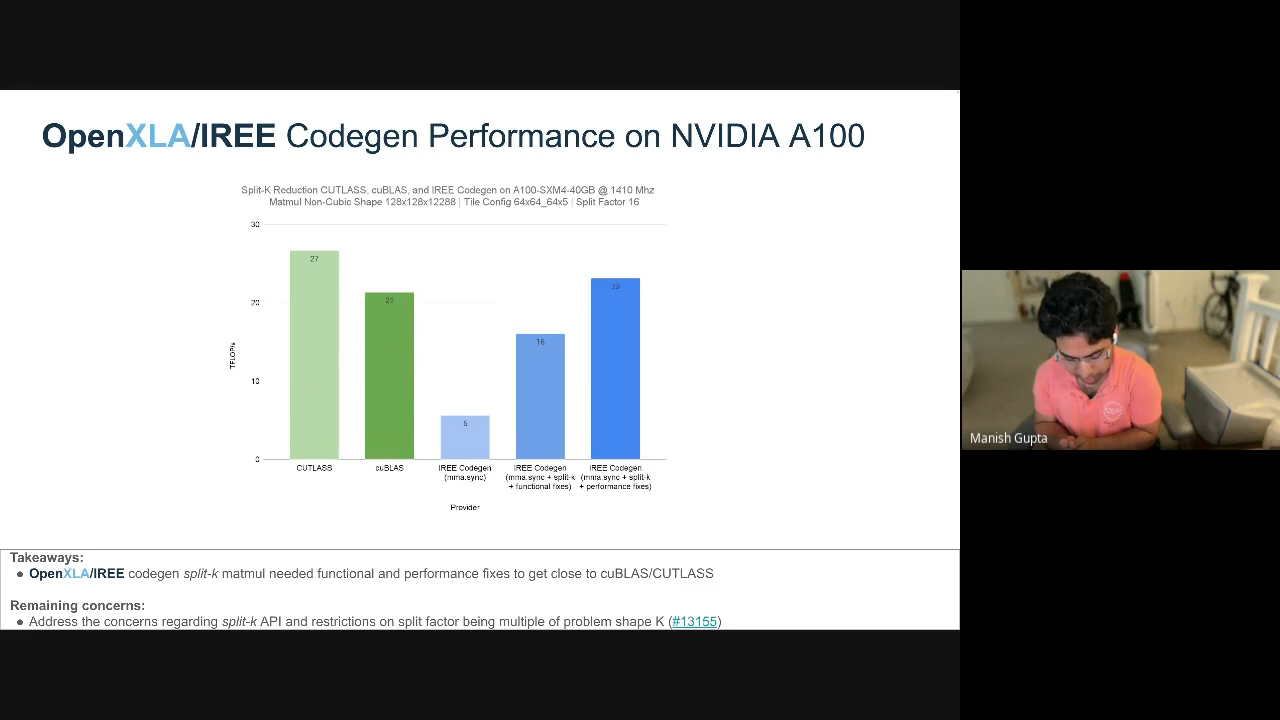 OpenXLA/IREE Codegen Performance on NVIDIA A100
Split-K Reduction CUTLASS, cuBLAS, and IREE Codegen on A100-SXM4-40GB @ 1410 Mhz
Matmul Non-Cubic Shape 128x128x12288 | Tile Config 64x64_64x5 | Split Factor 16
30
20
10
0
TFLOP/s
27
21
6
16
23
CUTLASS
cuBLAS
IREE Codegen
(mma.sync)
IREE Codegen
(mma.sync + split-k
+ functional fixes)
IREE Codegen
(mma.sync + split-k
+ performance fixes)
Provider
Takeaways:
● OpenXLA/IREE codegen split-k matmul needed functional and performance fixes to get close to cuBLAS/CUTLASS
Remaining concerns:
● Address the concerns regarding split-k API and restrictions on split factor being multiple of problem shape K (#13155)
Manish Gupta